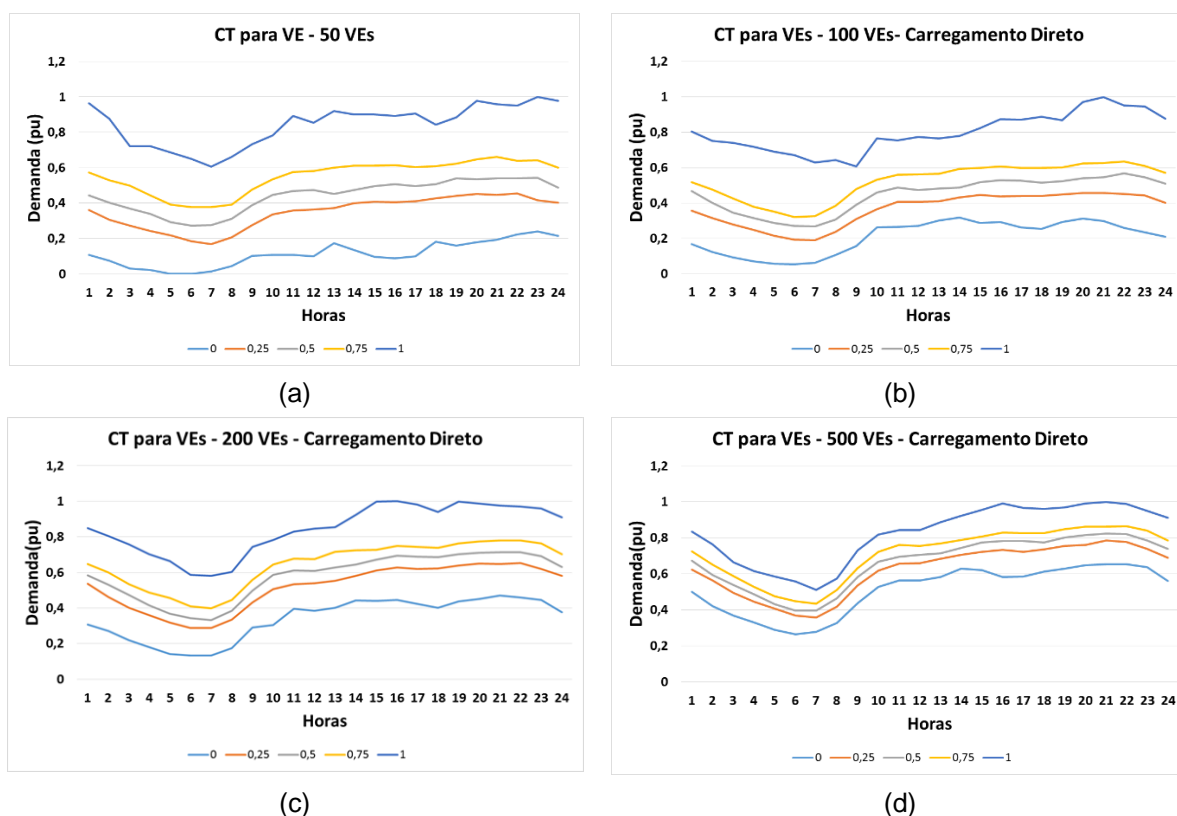 CT para VE - 50 VEs
Demanda (pu)
1,2
1
0,8
0,6
0,4
0,2
0
1 2 3 4 5 6 7 8 9 10 11 12 13 14 15 16 17 18 19 20 21 22 23 24
Horas
0 0,25 0,5 0,75 1
(a)
CT para VEs - 100 VEs- Carregamento Direto
Demanda (pu)
1,2
1
0,8
0,6
0,4
0,2
0
1 2 3 4 5 6 7 8 9 10 11 12 13 14 15 16 17 18 19 20 21 22 23 24
Horas
0 0,25 0,5 0,75 1
(b)
CT para VEs - 200 VEs - Carregamento Direto
Demanda(pu)
1,2
1
0,8
0,6
0,4
0,2
0
1 2 3 4 5 6 7 8 9 10 11 12 13 14 15 16 17 18 19 20 21 22 23 24
Horas
0 0,25 0,5 0,75 1
(c)
CT para VEs - 500 VEs - Carregamento Direto
Demanda (pu)
1,2
1
0,8
0,6
0,4
0,2
0
1 2 3 4 5 6 7 8 9 10 11 12 13 14 15 16 17 18 19 20 21 22 23 24
Horas
0 0,25 0,5 0,75 1
(d)